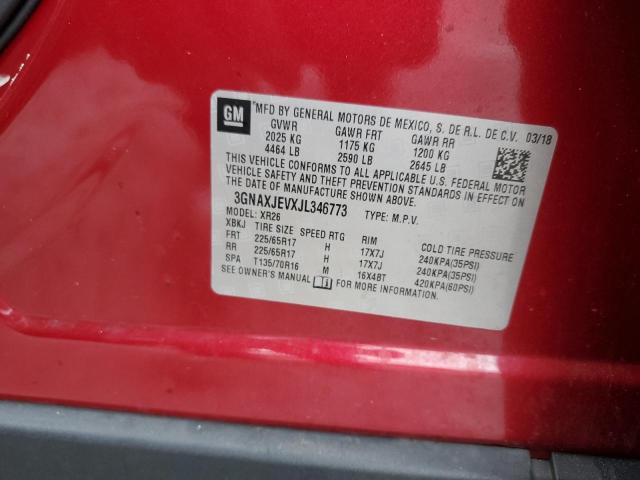 GM
*MFD BY GENERAL MOTORS DE MEXICO, S. DE R.L. DE C.V. 03/18
GVWR GAWR FRT GAWR RR
2025 KG 1175 KG 1200 KG
4464 LB 2590 LB 2645 LB
THIS VEHICLE CONFORMS TO ALL APPLICABLE U.S. FEDERAL MOTOR
VEHICLE SAFETY, BUMPER, AND THEFT PREVENTION STANDARDS IN EFFECT ON
THE DATE OF MANUFACTURE SHOWN ABOVE.
3GNAXJEVXJL346773 TYPE: M.P.V.
MODEL: XR26
XBKJ TIRE SIZE SPEED RTG RIM COLD TIRE PRESSURE
FRT 225/65R17 H 17X7J 240KPA(35PSI)
RR 225/65R17 H 17X7J 240KPA(35PSI)
SPA T135/70R16 M 16X4BT 420KPA(60PSI)
SEE OWNER'S MANUAL FOR MORE INFORMATION.